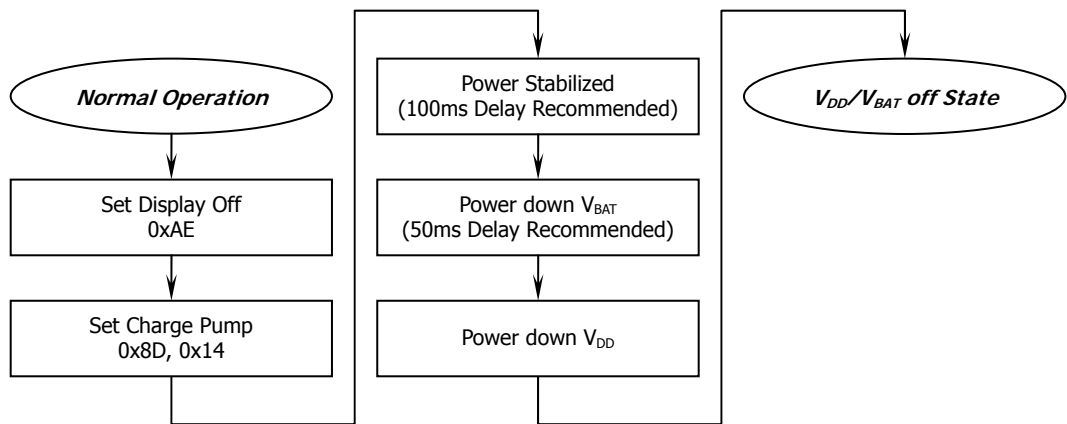 Normal Operation
Set Display Off
0xAE
Set Charge Pump
0x8D, 0x14
Power Stabilized
(100ms Delay Recommended)
Power down VBAT
(50ms Delay Recommended)
Power down VDD
VDD/VBAT off State